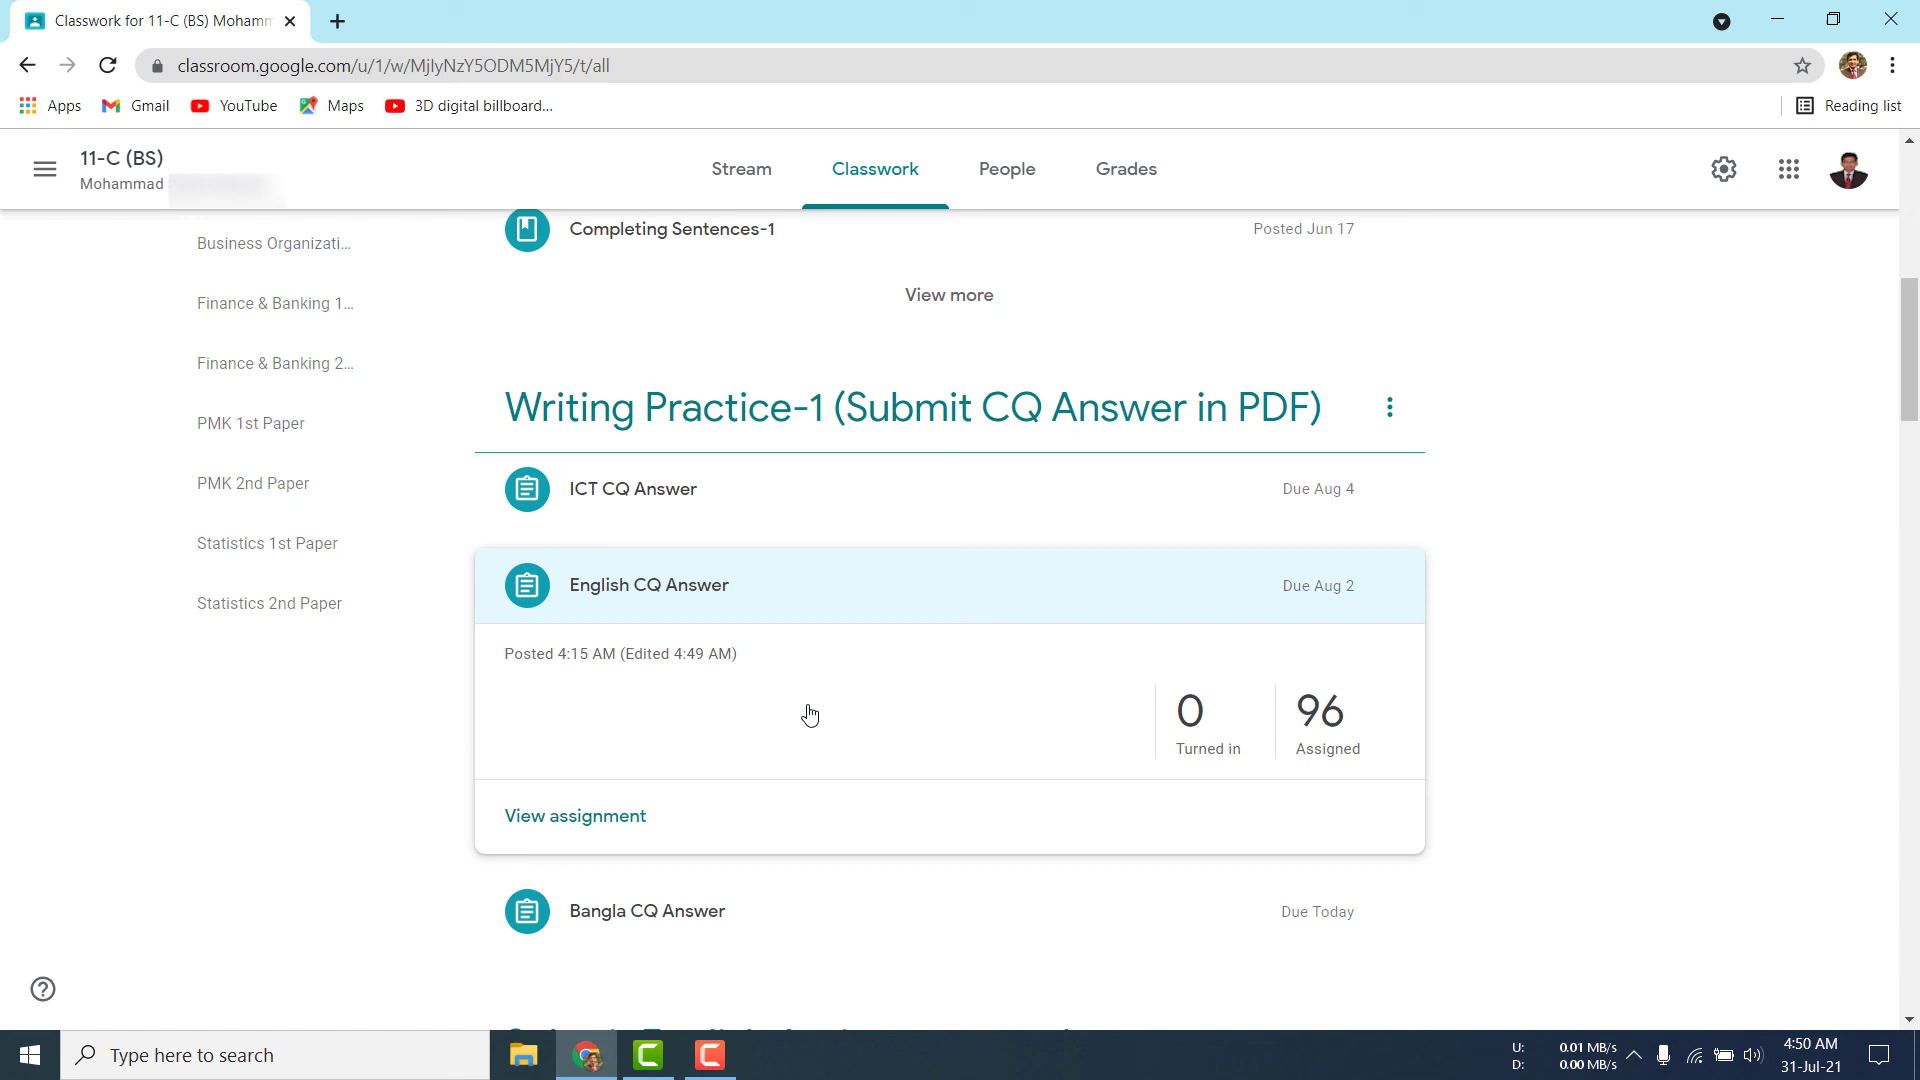 Classwork for 11-C (BS) Mohamm
classroom.google.com/u/1/w/MjIyNzY5ODM5MjY5/t/all
Apps
Gmail
YouTube
Maps
3D digital billboard...
Reading list
11-C (BS)
Mohammad
Stream
Classwork
People
Grades
Business Organizati...
Finance & Banking 1...
Finance & Banking 2...
PMK 1st Paper
PMK 2nd Paper
Statistics 1st Paper
Statistics 2nd Paper
Completing Sentences-1
Posted Jun 17
View more
Writing Practice-1 (Submit CQ Answer in PDF)
ICT CQ Answer
Due Aug 4
English CQ Answer
Due Aug 2
Posted 4:15 AM (Edited 4:49 AM)
0
Turned in
96
Assigned
View assignment
Bangla CQ Answer
Due Today
Type here to search
U: 0.01 MB/s
D: 0.00 MB/s
4:50 AM
31-Jul-21